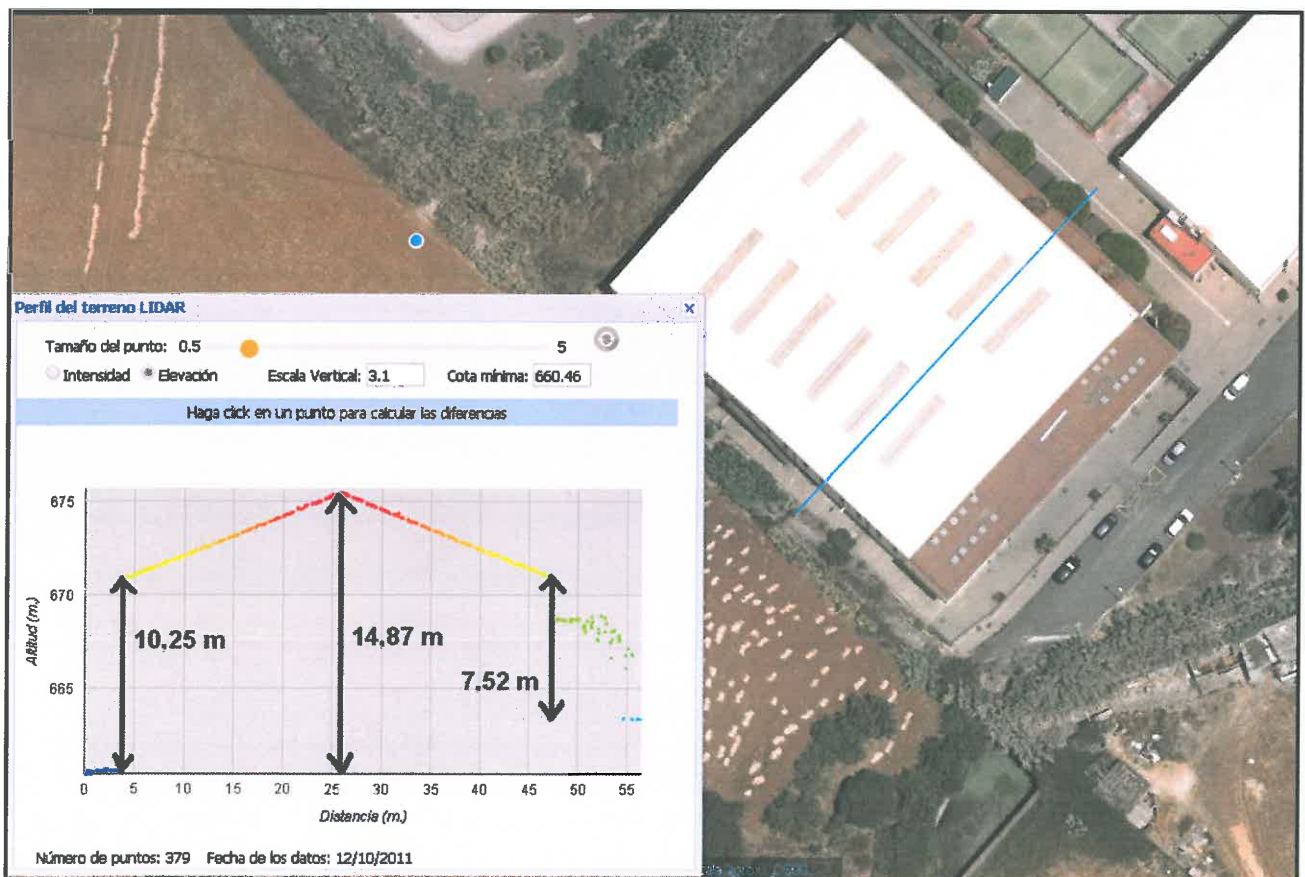 Perfil del terreno LIDAR x
Tamaño del punto: 0.5 5
Intensidad Elevación Escala Vertical: 3.1 Cota mínima: 660.46
Haga click en un punto para calcular las diferencias
675
670
665
Altitud (m.)
10,25 m
14,87 m
7,52 m
0 5 10 15 20 25 30 35 40 45 50 55
Distancia (m.)
Número de puntos: 379 Fecha de los datos: 12/10/2011